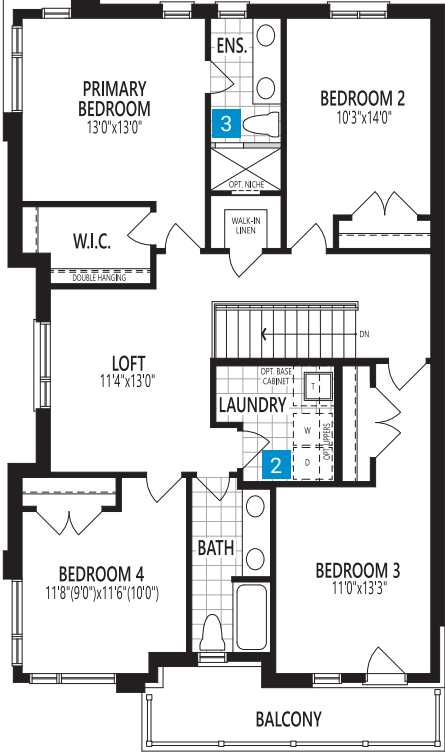 ENS.
PRIMARY
BEDROOM
13'0"x13'0"
BEDROOM 2
10'3"x14'0"
3
OPT. NICHE
WALK-IN
LINEN
W.I.C.
DOUBLE HANGING
DN
LOFT
11'4"x13'0"
OPT. BASE
CABINET
T
LAUNDRY
W
OPT. UPPERS
D
2
BATH
BEDROOM 4
11'8"(9'0")x11'6"(10'0")
BEDROOM 3
11'0"x13'3"
BALCONY